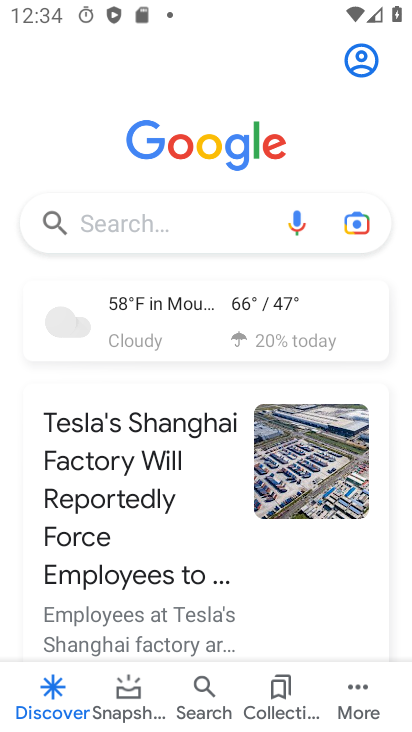 12:34
Google
Search...
58°F in Mou... 66° / 47°
Cloudy 20% today
Tesla's Shanghai
Factory Will
Reportedly
Force
Employees to ...
Employees at Tesla's
Shanghai factory ar...
Discover Snapsh... Search Collecti... More